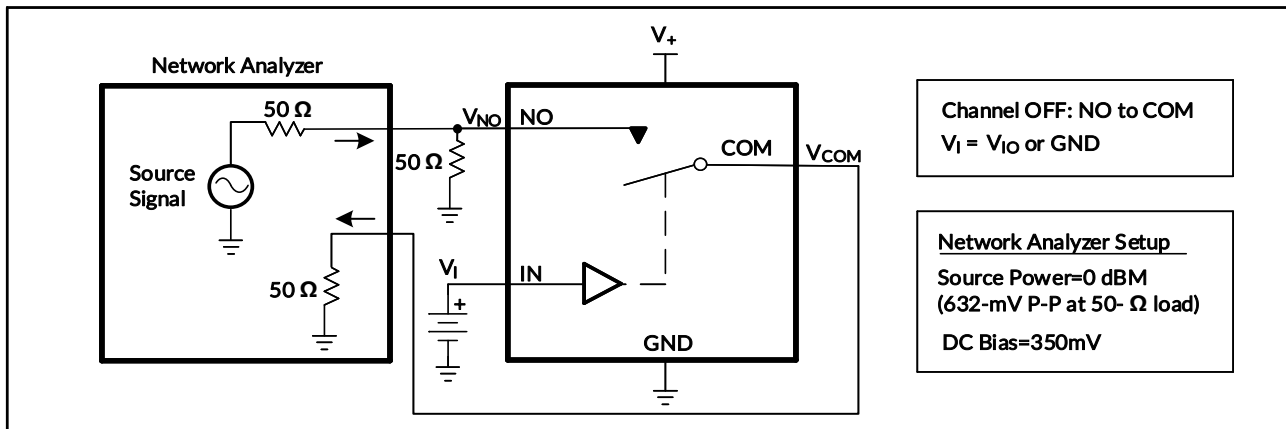 V+
Network Analyzer
50 Ω
VNO
NO
50 Ω
COM
VCOM
Source
Signal
50 Ω
VI
+
IN
GND
Channel OFF: NO to COM
VI = VIO or GND
Network Analyzer Setup
Source Power=0 dBM
(632-mV P-P at 50- Ω load)
DC Bias=350mV